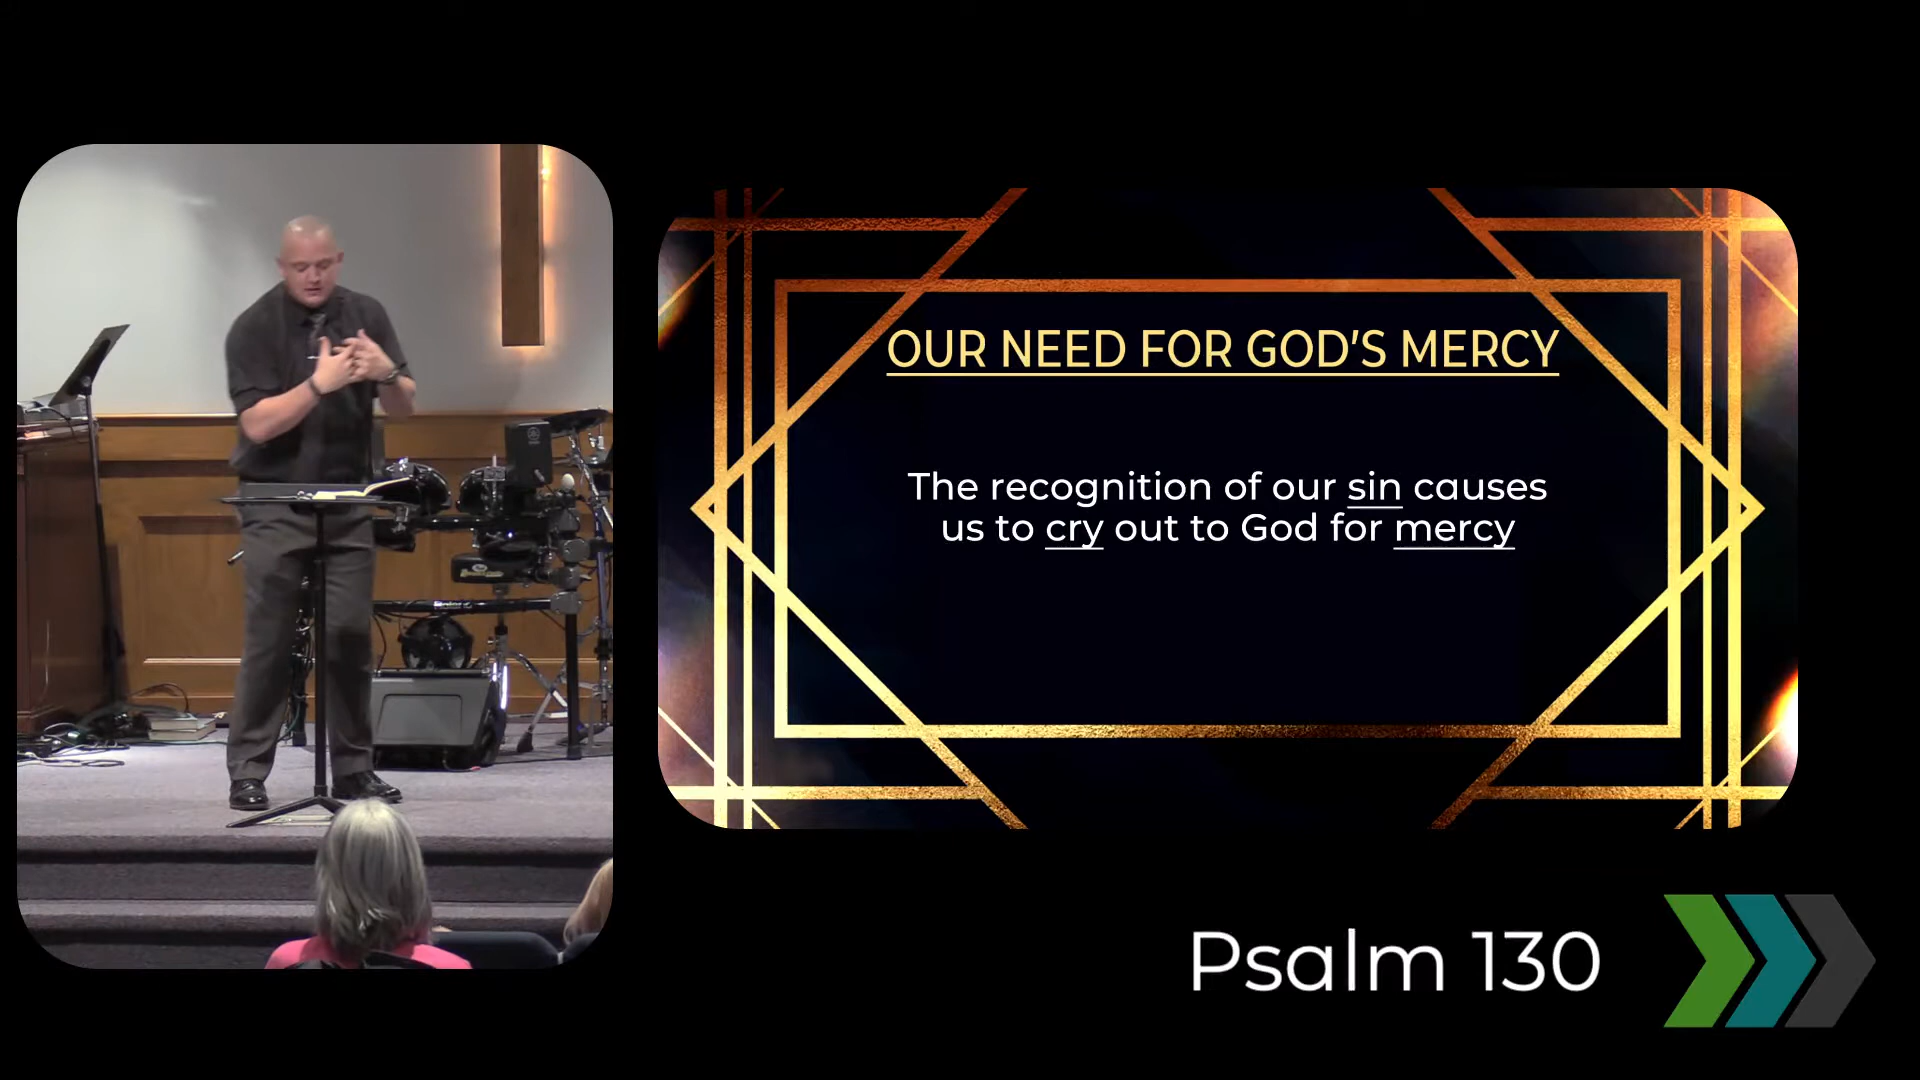 OUR NEED FOR GOD'S MERCY
The recognition of our sin causes
us to cry out to God for mercy
Psalm 130